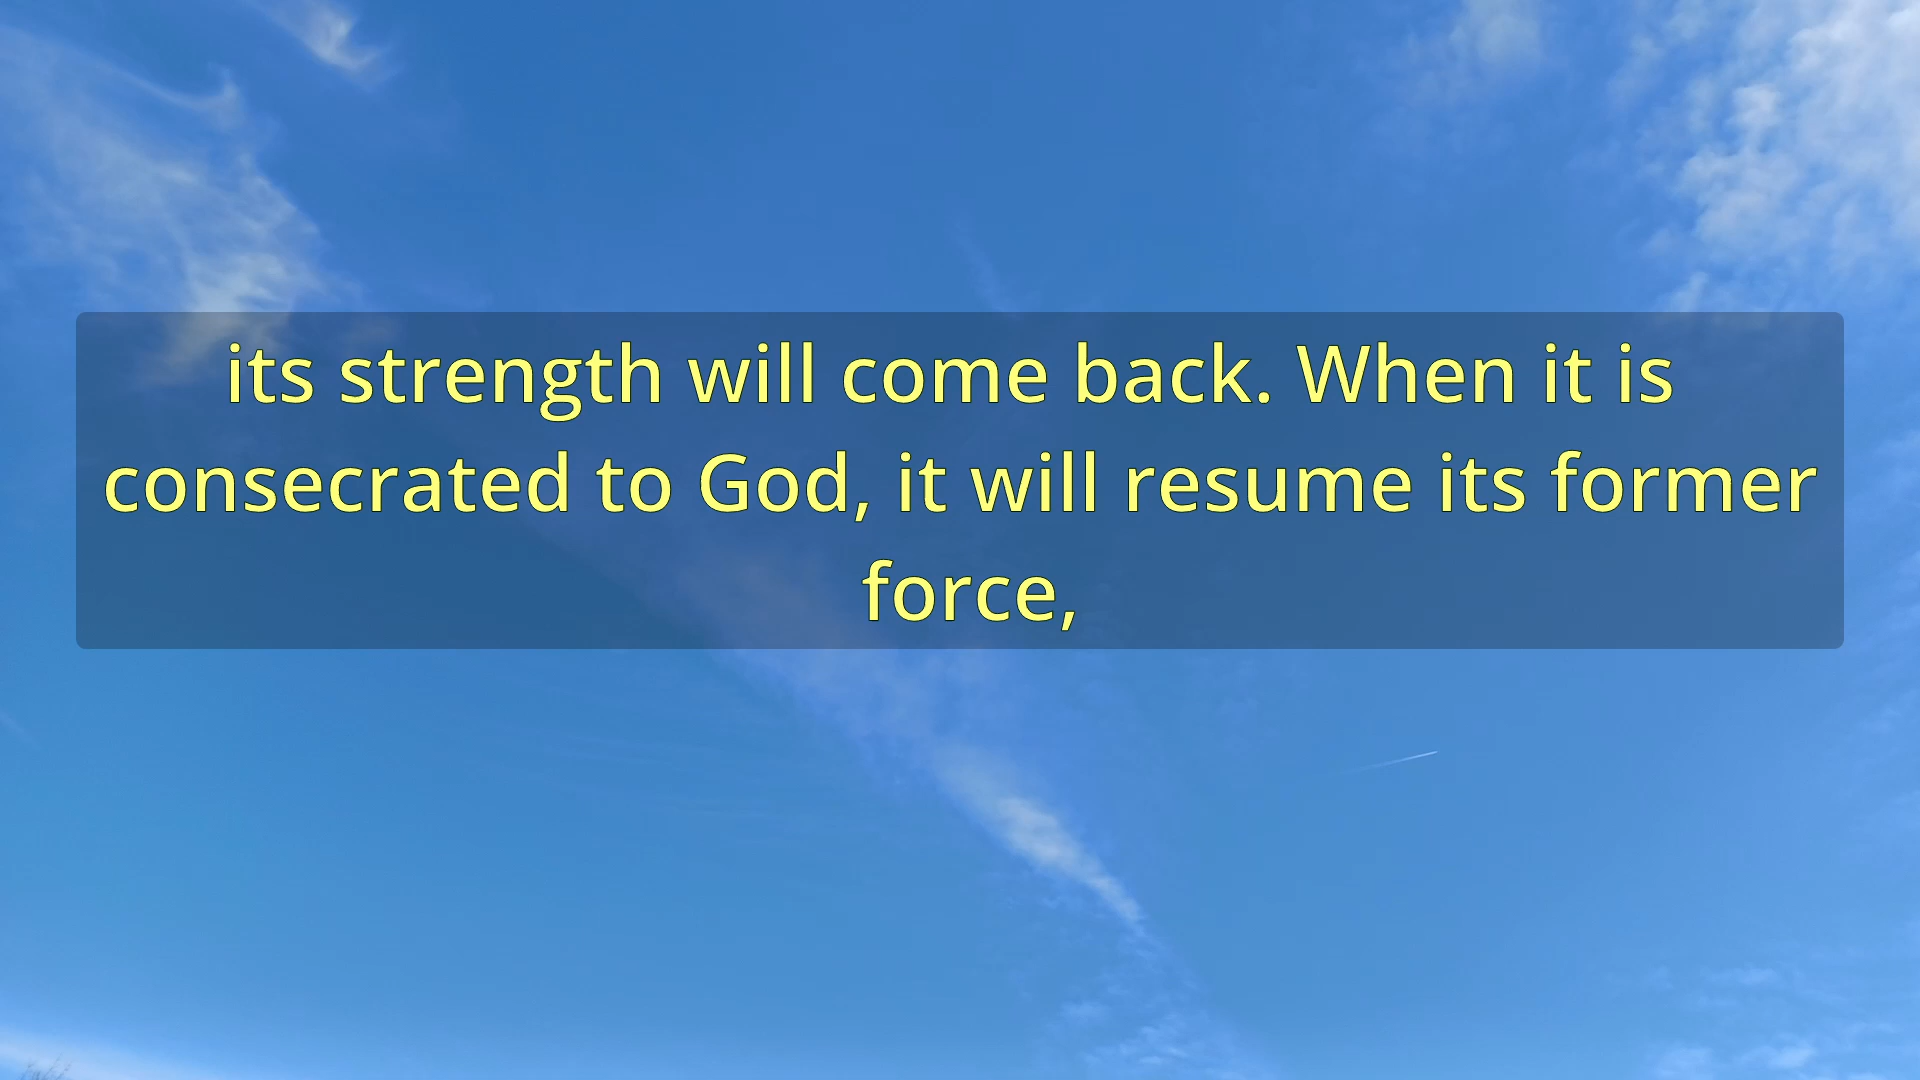 its strength will come back. When it is
consecrated to God, it will resume its former
force,